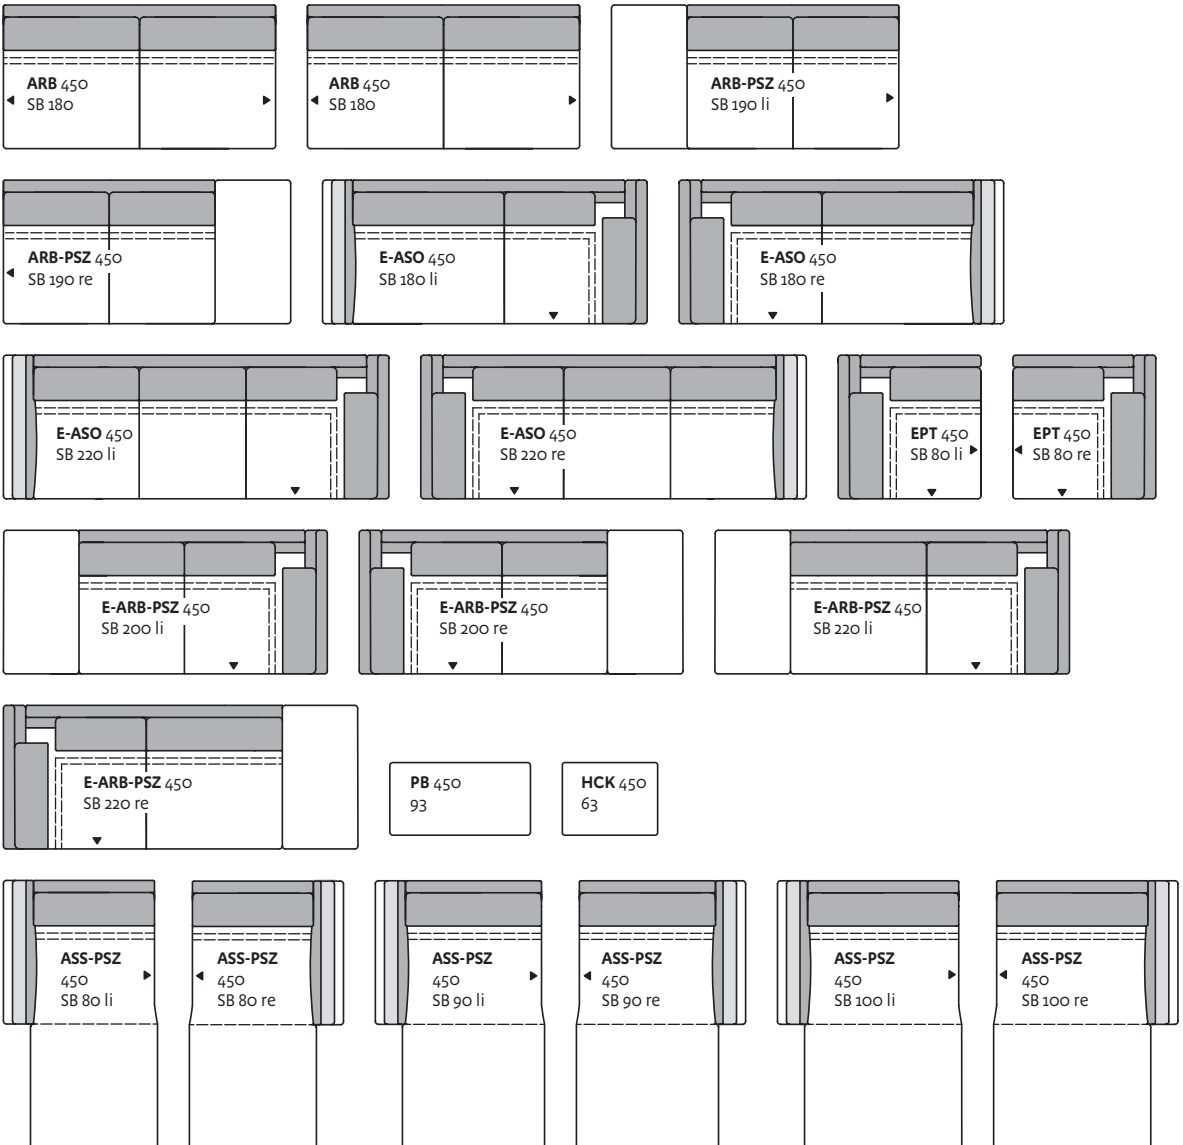 ARB 450
SB 180
ARB 450
SB 180
ARB-PSZ 450
SB 190 li
ARB-PSZ 450
SB 190 re
E-ASO 450
SB 180 li
E-ASO 450
SB 180 re
E-ASO 450
SB 220 li
E-ASO 450
SB 220 re
EPT 450
SB 80 li
EPT 450
SB 80 re
E-ARB-PSZ 450
SB 200 li
E-ARB-PSZ 450
SB 200 re
E-ARB-PSZ 450
SB 220 li
E-ARB-PSZ 450
SB 220 re
PB 450
93
HCK 450
63
ASS-PSZ
450
SB 80 li
ASS-PSZ
450
SB 80 re
ASS-PSZ
450
SB 90 li
ASS-PSZ
450
SB 90 re
ASS-PSZ
450
SB 100 li
ASS-PSZ
450
SB 100 re